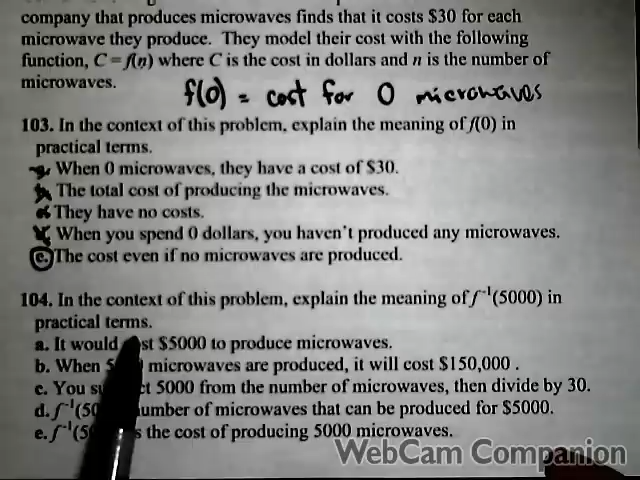 company that produces microwaves finds that it costs $30 for each
microwave they produce. They model their cost with the following
function, C = f(n) where C is the cost in dollars and n is the number of
microwaves.
f(0) = cost for 0 microwaves
103. In the context of this problem, explain the meaning of f(0) in
practical terms.
When 0 microwaves, they have a cost of $30.
The total cost of producing the microwaves.
They have no costs.
When you spend 0 dollars, you haven't produced any microwaves.
e. The cost even if no microwaves are produced.
104. In the context of this problem, explain the meaning of f⁻¹(5000) in
practical terms.
a. It would $5000 to produce microwaves.
b. When microwaves are produced, it will cost $150,000 .
c. You 5000 from the number of microwaves, then divide by 30.
d. f⁻¹(50 number of microwaves that can be produced for $5000.
e. f⁻¹(5 the cost of producing 5000 microwaves.
WebCam Companion